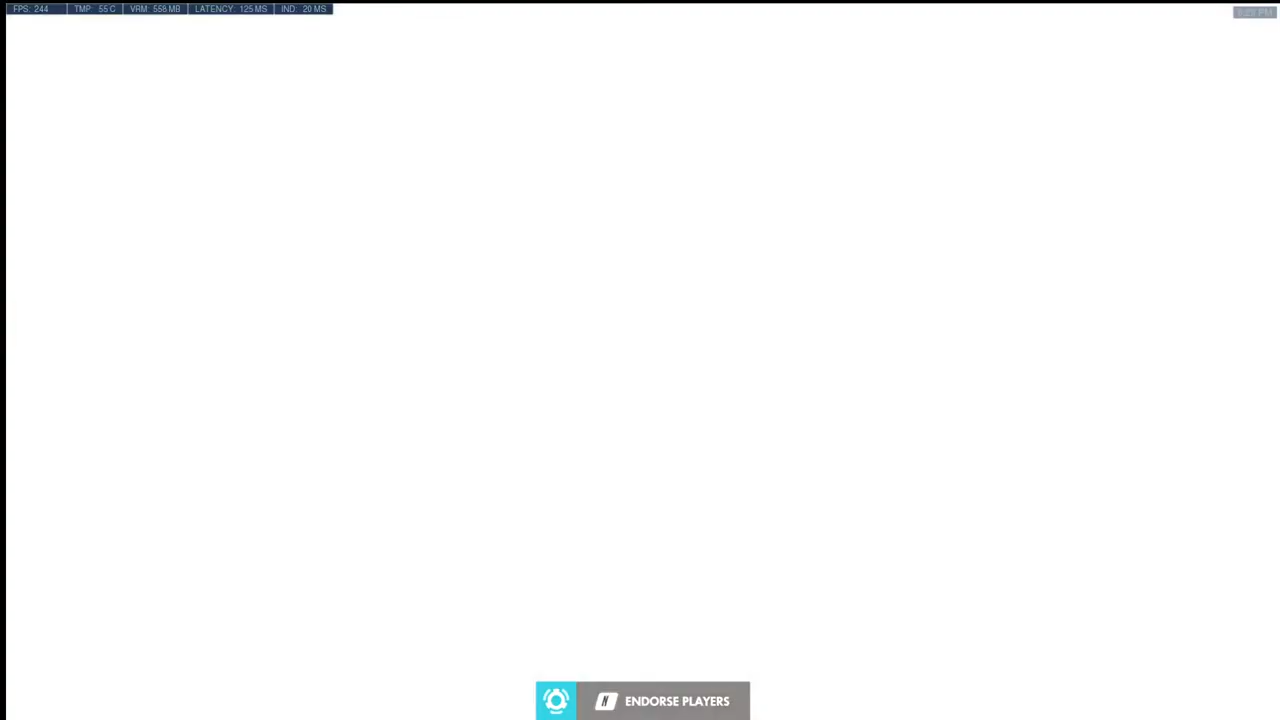 FPS: 244 TMP: 55 C VRM: 558 MB LATENCY: 125 MS IND: 20 MS
N ENDORSE PLAYERS